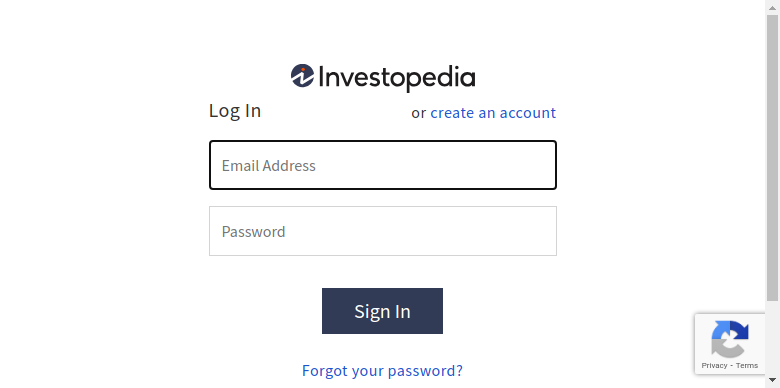 Investopedia
Log In
or create an account
Email Address
Password
Sign In
Privacy - Terms
Forgot your password?